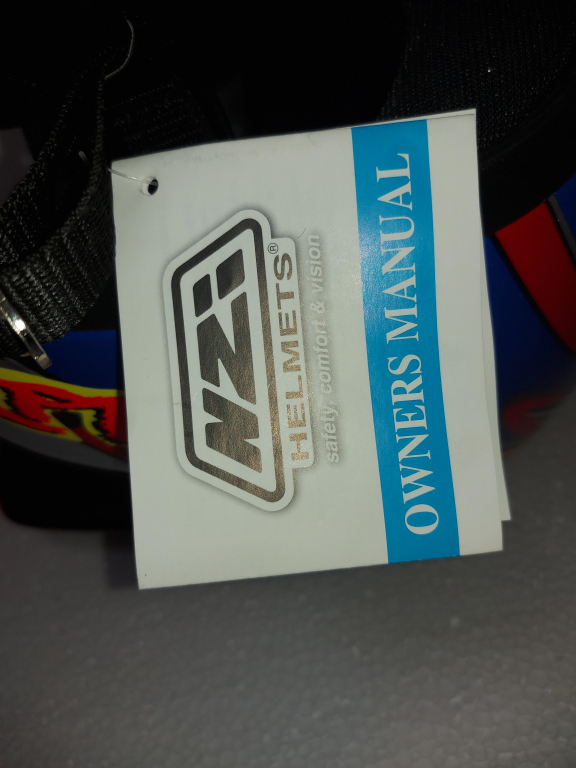 NZi
HELMETS®
safety, comfort & vision
OWNERS MANUAL